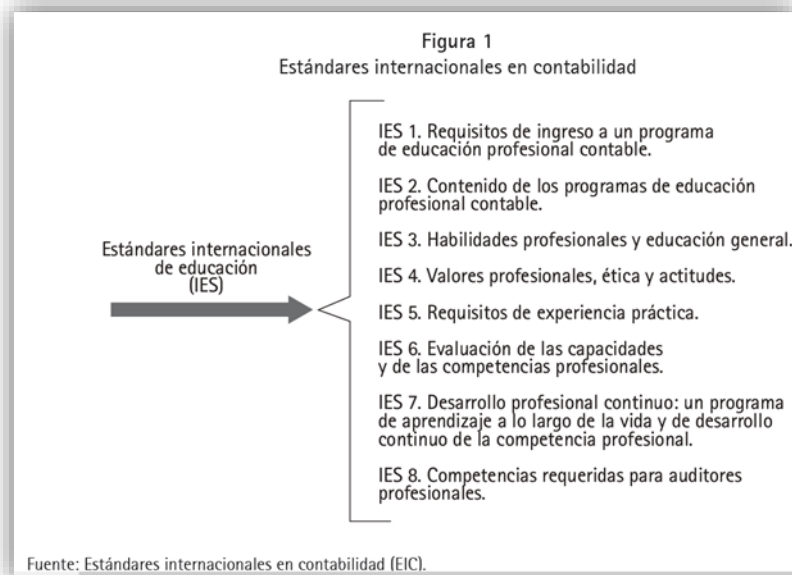 Figura 1
Estándares internacionales en contabilidad
Estándares internacionales
de educación
(IES)
IES 1. Requisitos de ingreso a un programa
de educación profesional contable.
IES 2. Contenido de los programas de educación
profesional contable.
IES 3. Habilidades profesionales y educación general.
IES 4. Valores profesionales, ética y actitudes.
IES 5. Requisitos de experiencia práctica.
IES 6. Evaluación de las capacidades
y de las competencias profesionales.
IES 7. Desarrollo profesional continuo: un programa
de aprendizaje a lo largo de la vida y de desarrollo
continuo de la competencia profesional.
IES 8. Competencias requeridas para auditores
profesionales.
Fuente: Estándares internacionales en contabilidad (EIC).